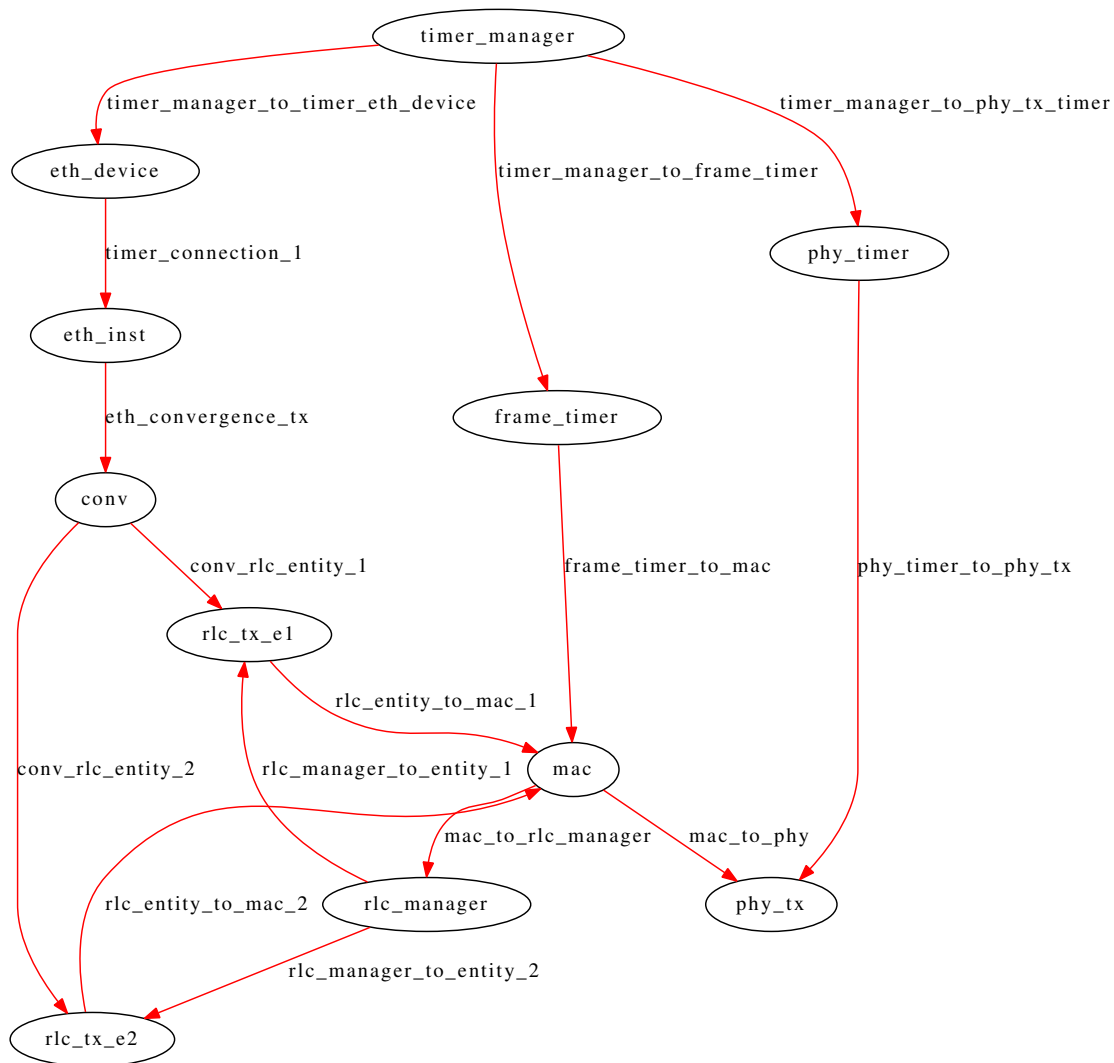 timer_manager
timer_manager_to_timer_eth_device
timer_manager_to_phy_tx_timer
eth_device
timer_manager_to_frame_timer
timer_connection_1
phy_timer
eth_inst
eth_convergence_tx
frame_timer
conv
conv_rlc_entity_1
frame_timer_to_mac
phy_timer_to_phy_tx
rlc_tx_e1
rlc_entity_to_mac_1
conv_rlc_entity_2
rlc_manager_to_entity_1
mac
mac_to_rlc_manager
mac_to_phy
rlc_entity_to_mac_2
rlc_manager
phy_tx
rlc_manager_to_entity_2
rlc_tx_e2